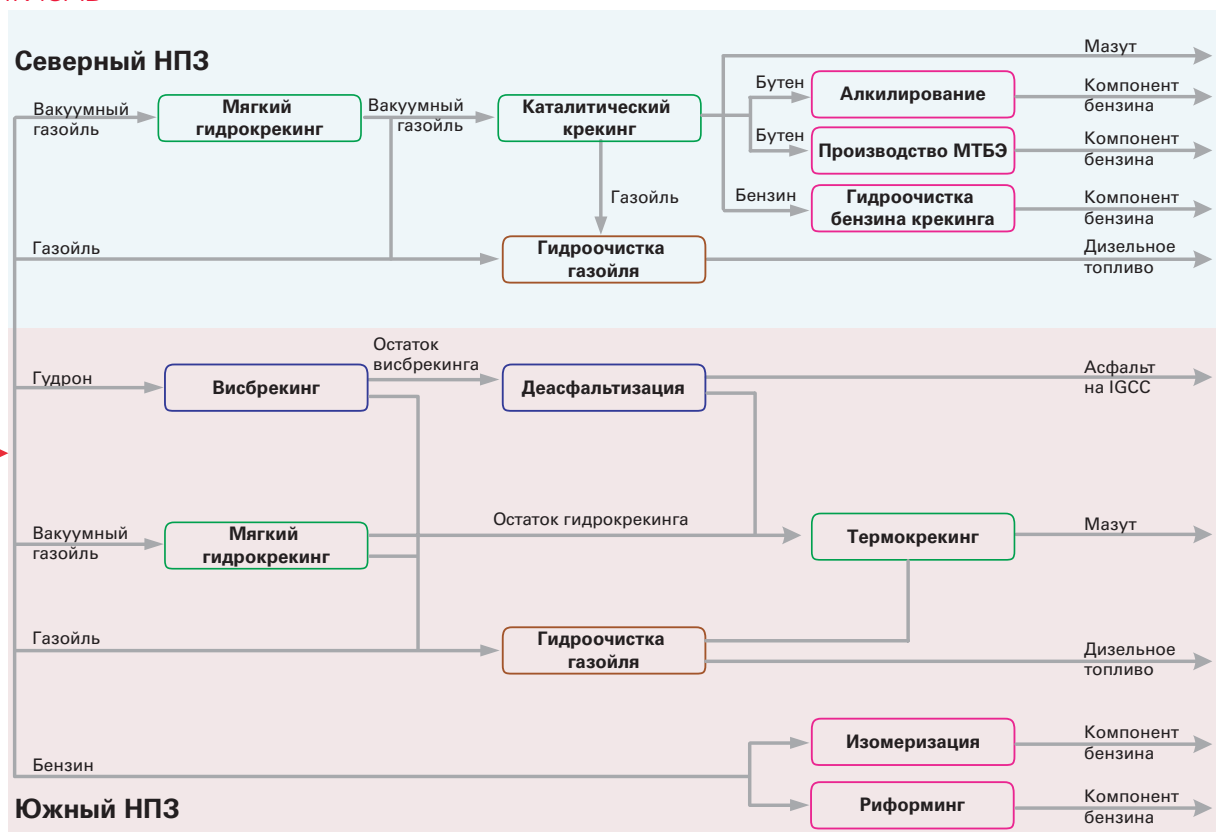 Северный НПЗ
Мазут
Вакуумный
газойль
Мягкий
гидрокрекинг
Вакуумный
газойль
Каталитический
крекинг
Бутен
Алкилирование
Компонент
бензина
Бутен
Производство МТБЭ
Компонент
бензина
Газойль
Бензин
Гидроочистка
бензина крекинга
Компонент
бензина
Газойль
Гидроочистка
газойля
Дизельное
топливо
Гудрон
Висбрекинг
Остаток
висбрекинга
Деасфальтизация
Асфальт
на IGCC
Вакуумный
газойль
Мягкий
гидрокрекинг
Остаток гидрокрекинга
Термокрекинг
Мазут
Газойль
Гидроочистка
газойля
Дизельное
топливо
Бензин
Изомеризация
Компонент
бензина
Южный НПЗ
Риформинг
Компонент
бензина